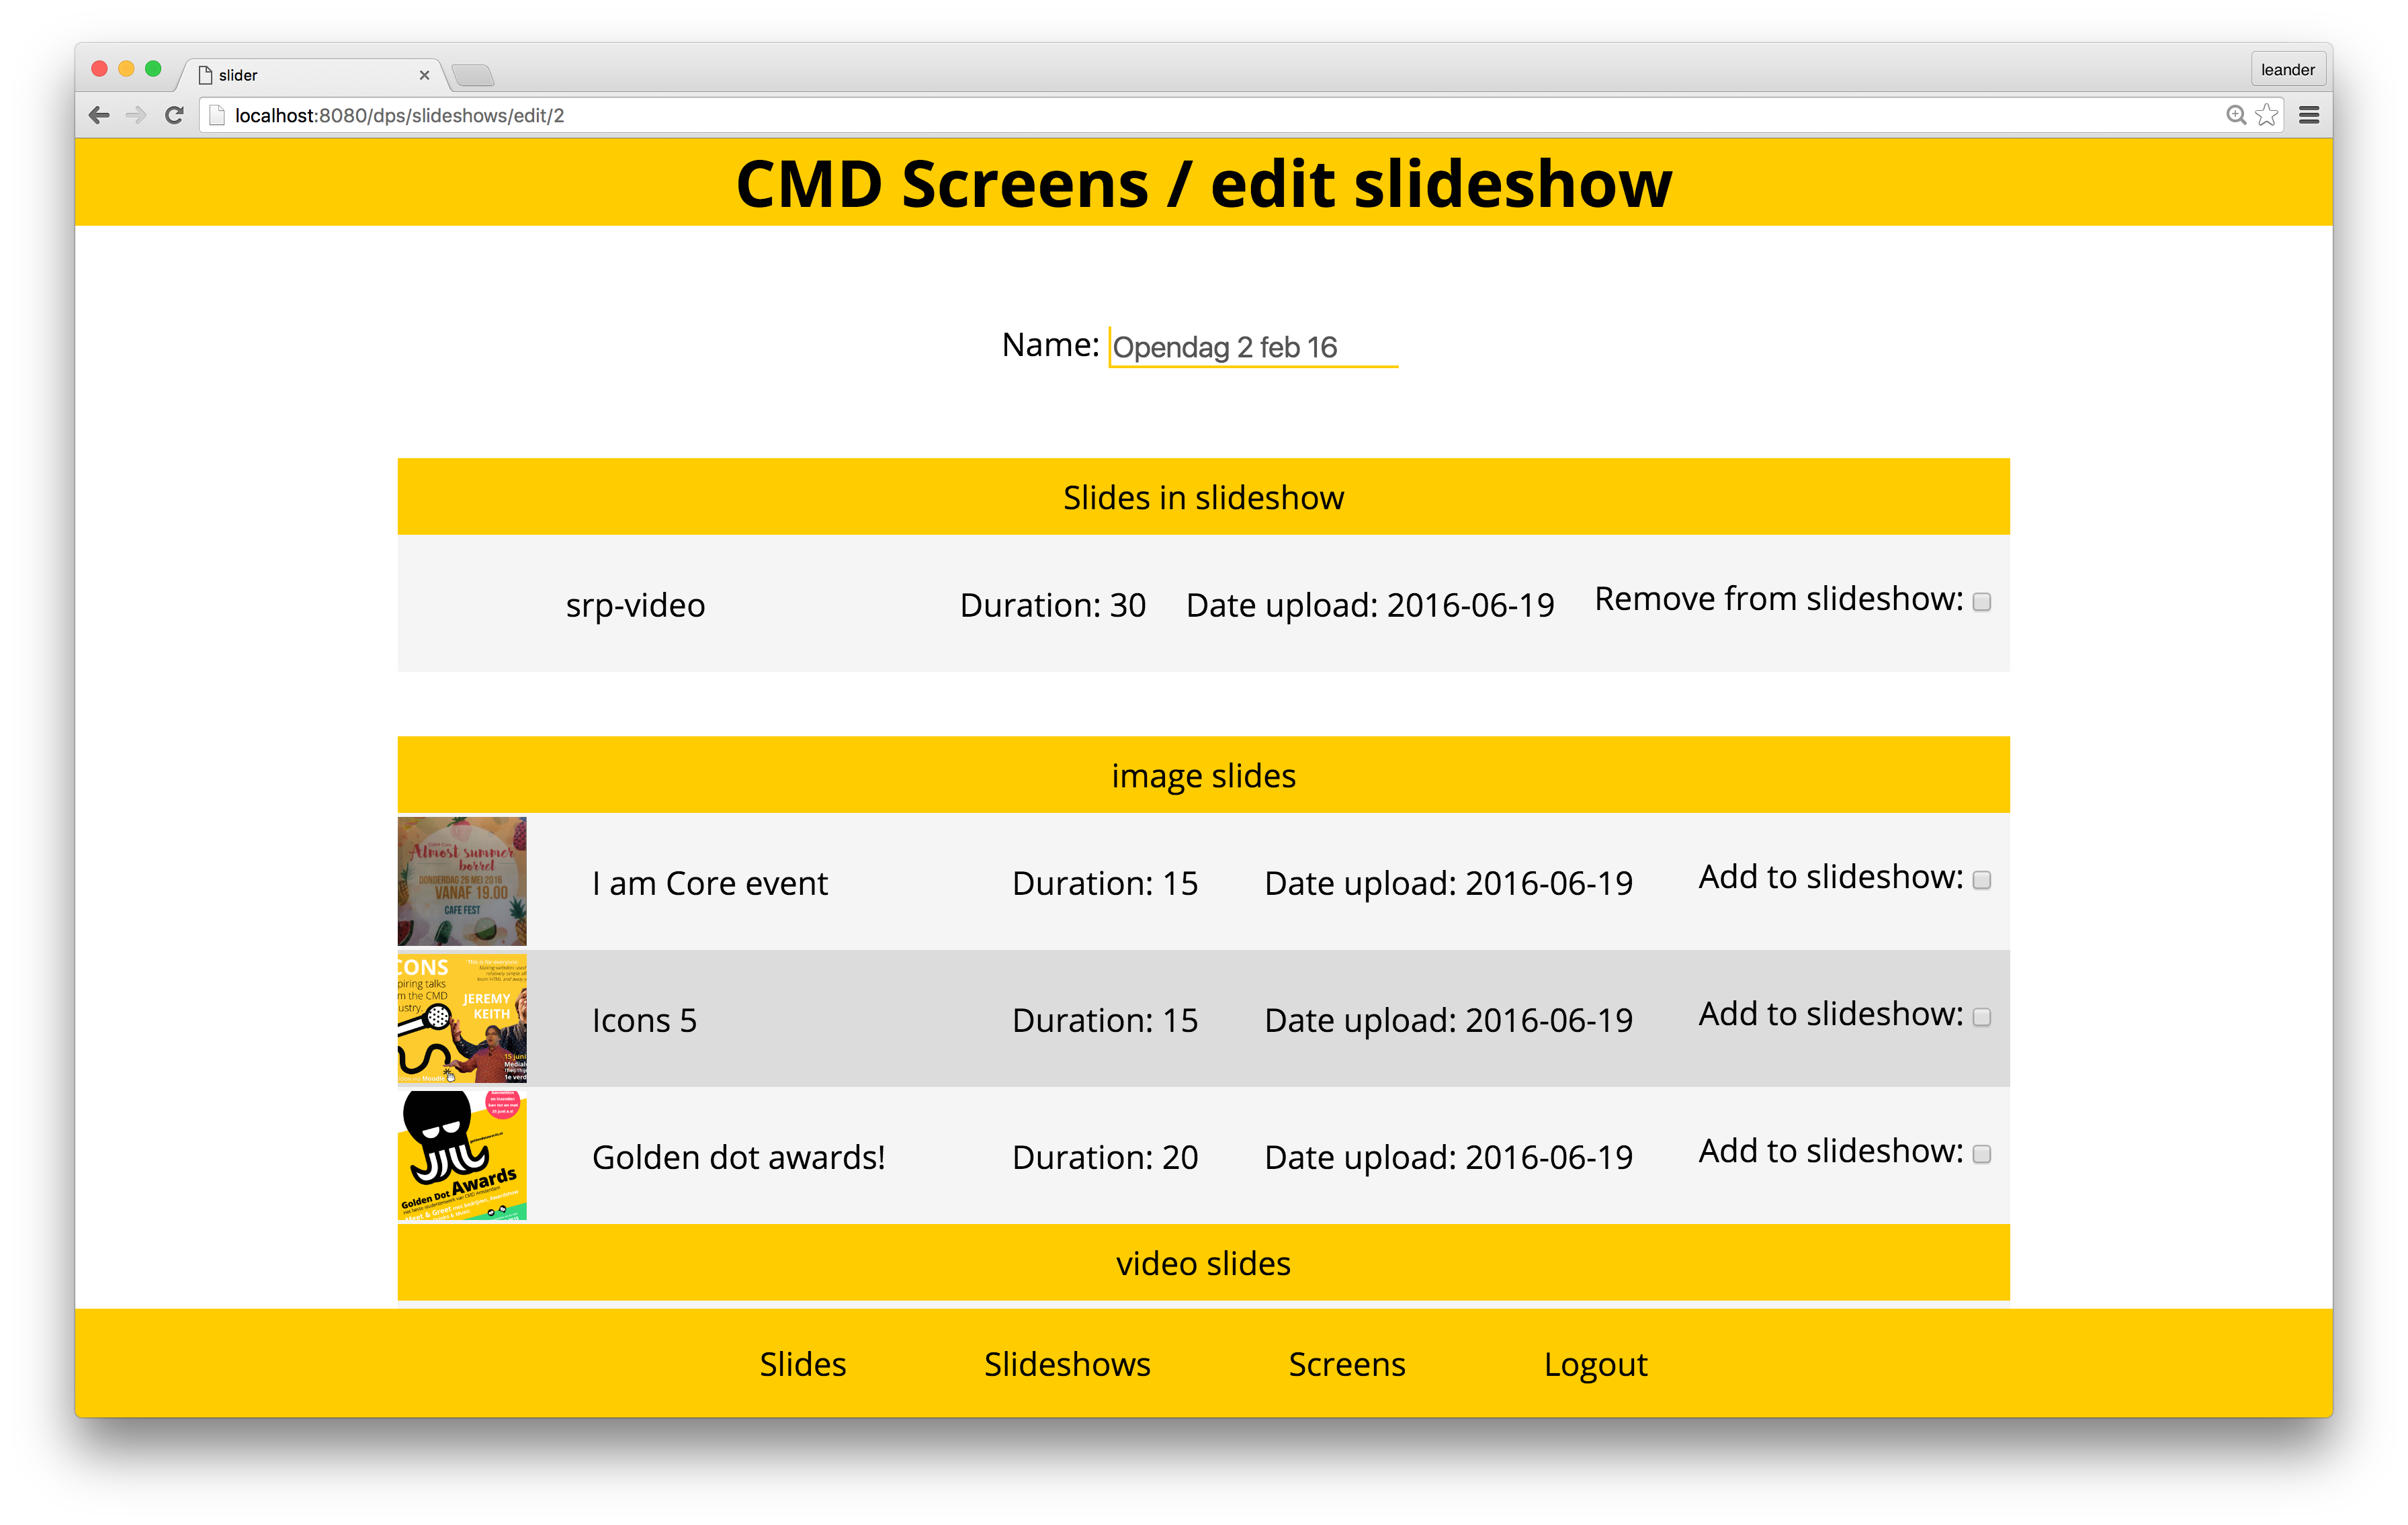 slider
leander
localhost:8080/dps/slideshows/edit/2
CMD Screens / edit slideshow
Name: Opendag 2 feb 16
Slides in slideshow
srp-video Duration: 30 Date upload: 2016-06-19 Remove from slideshow:
image slides
Almost summer
borrel
DONDERDAG 26 MEI 2016
VANAF 19.00
CAFE FEST
I am Core event Duration: 15 Date upload: 2016-06-19 Add to slideshow:
CONS
piring talks
m the CMD
ustry.
JEREMY
KEITH
15 juni
Icons 5 Duration: 15 Date upload: 2016-06-19 Add to slideshow:
Golden Dot Awards
Golden dot awards! Duration: 20 Date upload: 2016-06-19 Add to slideshow:
video slides
Slides Slideshows Screens Logout